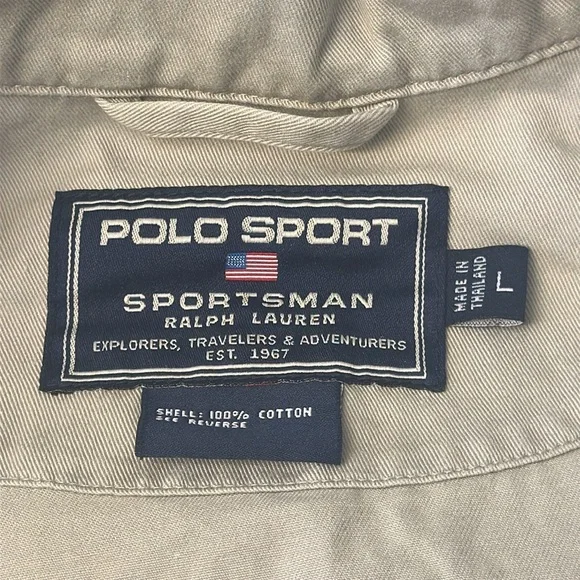 POLO SPORT
SPORTSMAN
RALPH LAUREN
EXPLORERS, TRAVELERS & ADVENTURERS
EST. 1967
MADE IN
THAILAND
L
SHELL: 100% COTTON
SEE REVERSE